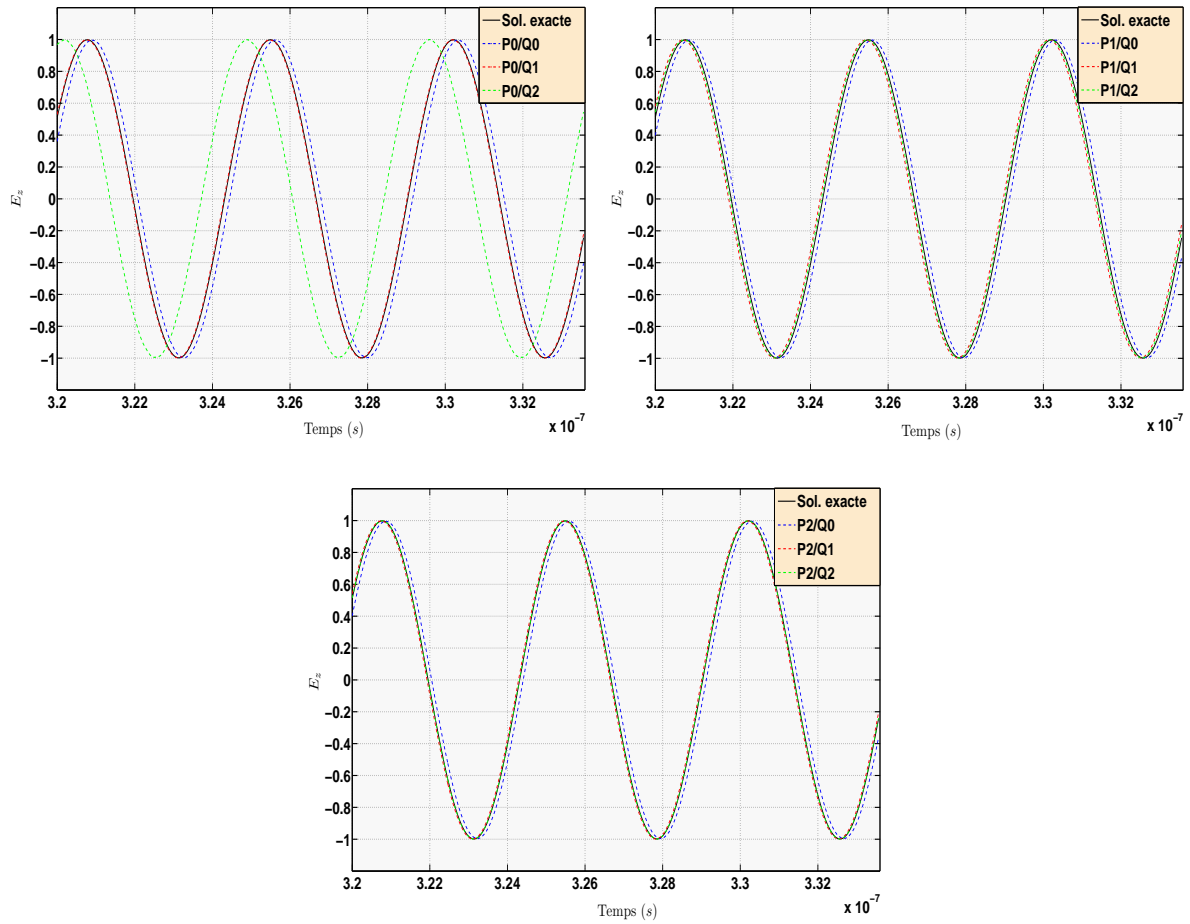 Sol. exacte
P0/Q0
P0/Q1
P0/Q2
1
0.8
0.6
0.4
0.2
0
−0.2
−0.4
−0.6
−0.8
−1
E_z
3.2 3.22 3.24 3.26 3.28 3.3 3.32
x 10^−7
Temps (s)
Sol. exacte
P1/Q0
P1/Q1
P1/Q2
1
0.8
0.6
0.4
0.2
0
−0.2
−0.4
−0.6
−0.8
−1
E_z
3.2 3.22 3.24 3.26 3.28 3.3 3.32
x 10^−7
Temps (s)
Sol. exacte
P2/Q0
P2/Q1
P2/Q2
1
0.8
0.6
0.4
0.2
0
−0.2
−0.4
−0.6
−0.8
−1
E_z
3.2 3.22 3.24 3.26 3.28 3.3 3.32
x 10^−7
Temps (s)